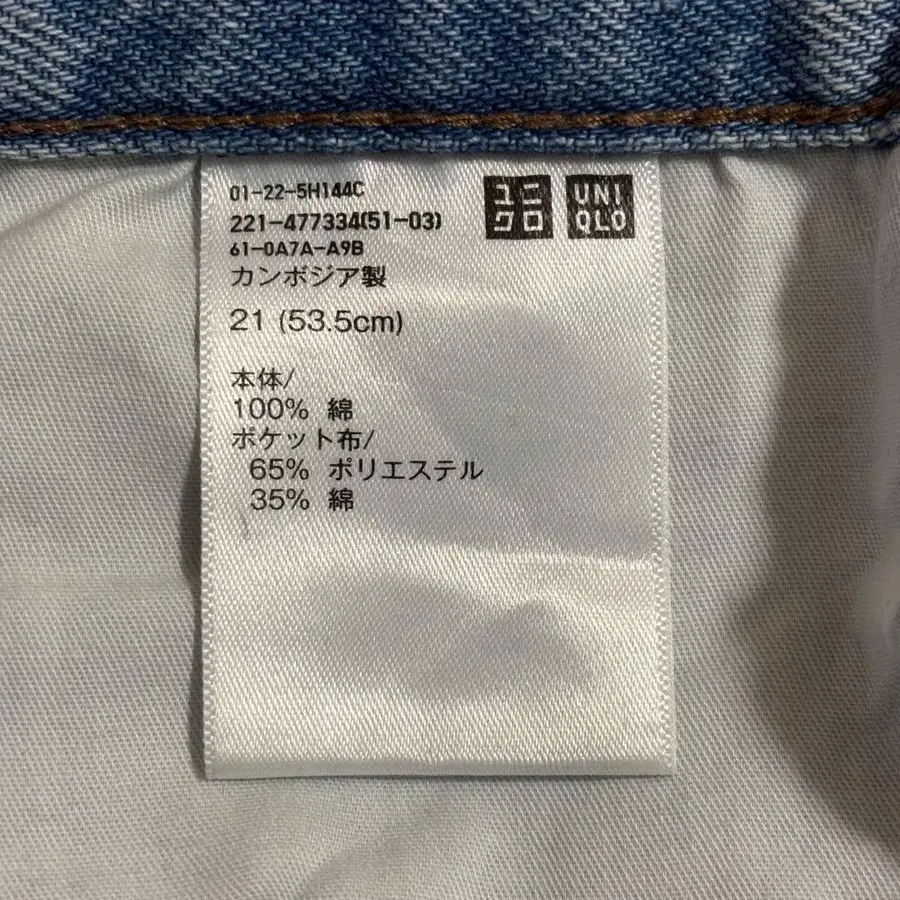 01-22-5H144C
221-477334(51-03)
61-0A7A-A9B
カンボジア製
ユニ
クロ
UNI
QLO
21 (53.5cm)
本体/
100% 綿
ポケット布/
65% ポリエステル
35% 綿